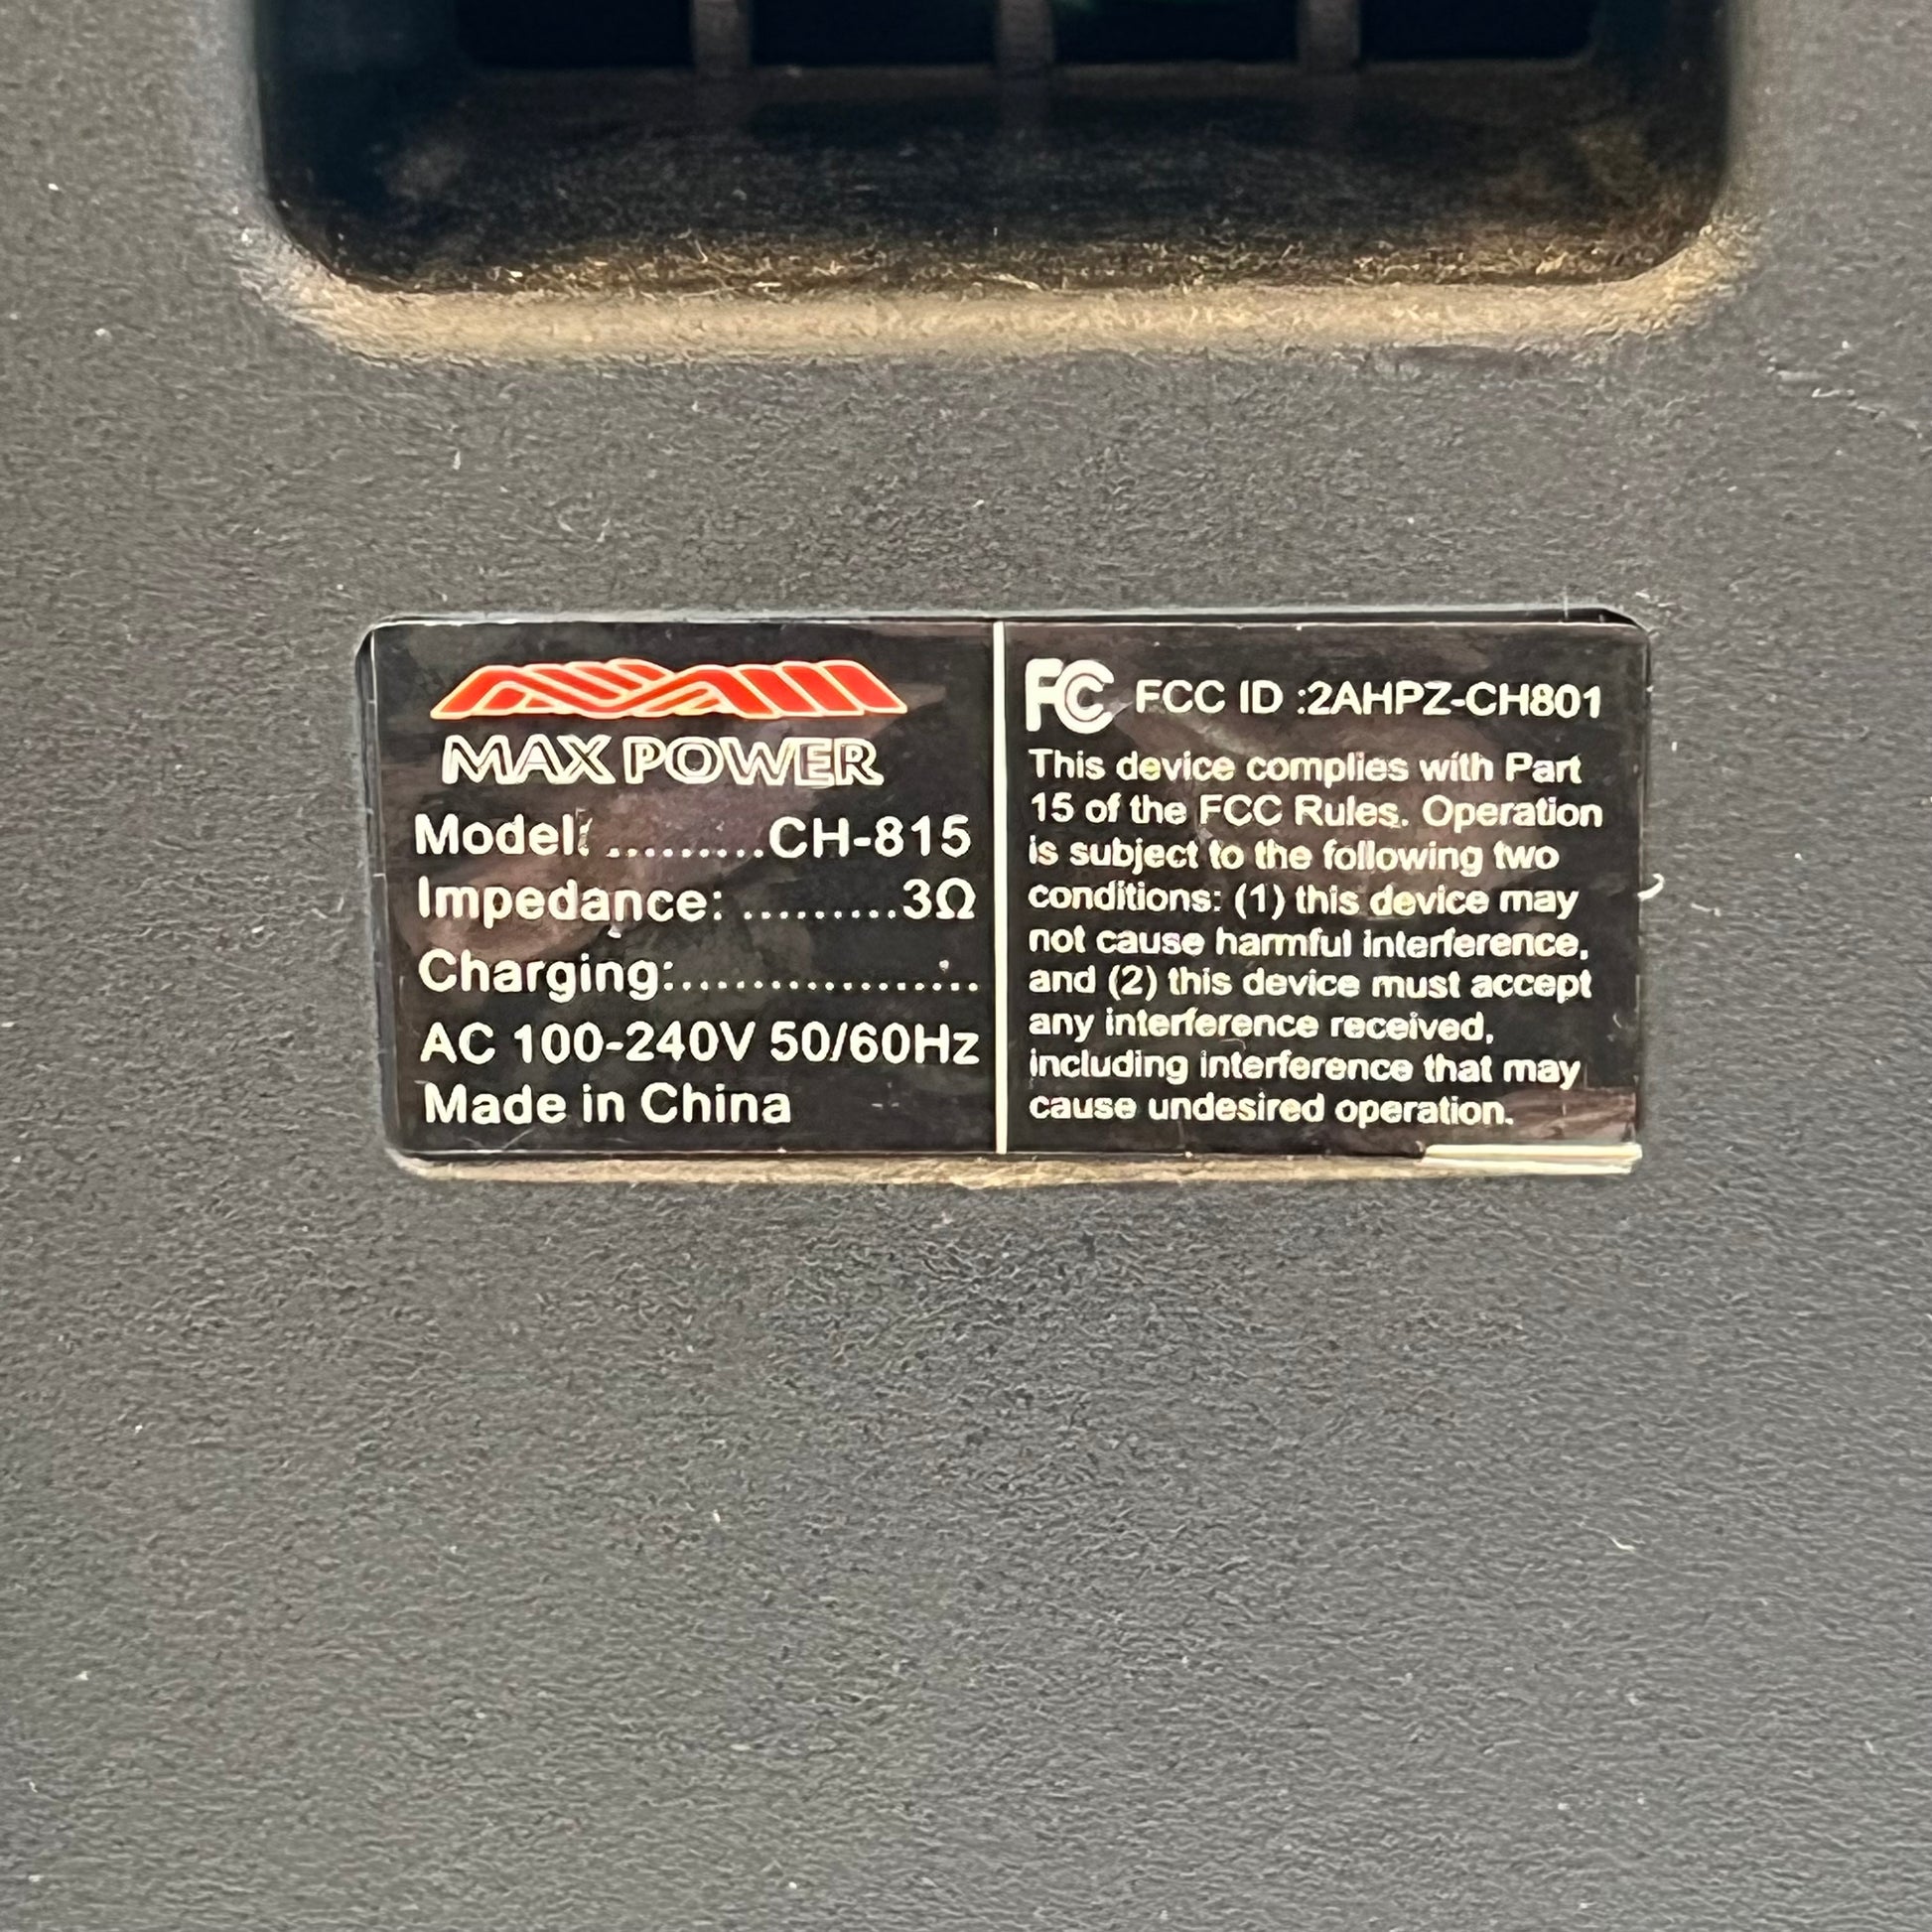 MAX POWER
Model: .........CH-815
Impedance: .........3Ω
Charging:..................
AC 100-240V 50/60Hz
Made in China
FC FCC ID :2AHPZ-CH801
This device complies with Part
15 of the FCC Rules. Operation
is subject to the following two
conditions: (1) this device may
not cause harmful interference,
and (2) this device must accept
any interference received,
including interference that may
cause undesired operation.